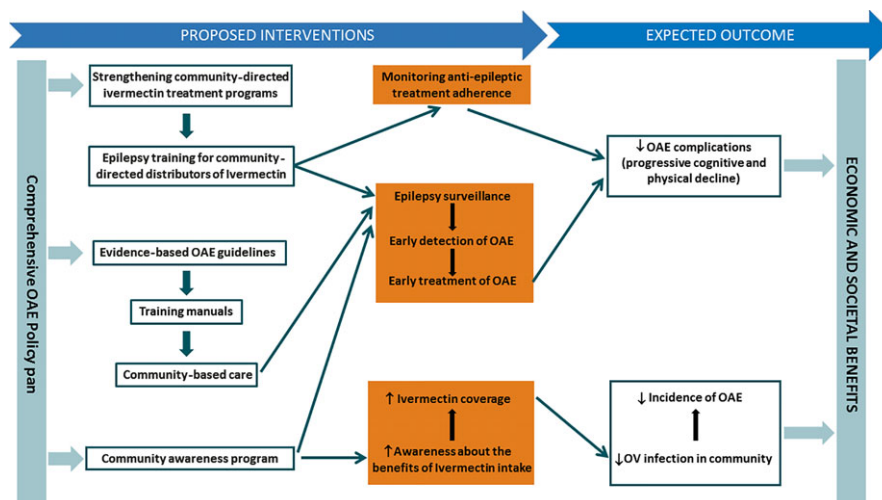 PROPOSED INTERVENTIONS
EXPECTED OUTCOME
Comprehensive OAE Policy pan
Strengthening community-directed
ivermectin treatment programs
Epilepsy training for community-
directed distributors of Ivermectin
Evidence-based OAE guidelines
Training manuals
Community-based care
Community awareness program
Monitoring anti-epileptic
treatment adherence
Epilepsy surveillance
Early detection of OAE
Early treatment of OAE
↑ Ivermectin coverage
↑Awareness about the
benefits of Ivermectin intake
↓OAE complications
(progressive cognitive and
physical decline)
↓ Incidence of OAE
↓OV infection in community
ECONOMIC AND SOCIETAL BENEFITS